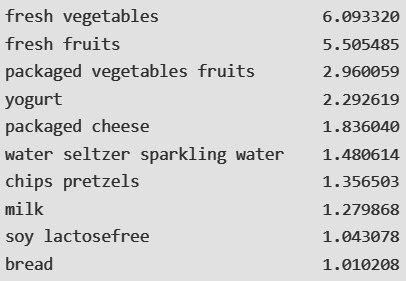 fresh vegetables 6.093320
fresh fruits 5.505485
packaged vegetables fruits 2.960059
yogurt 2.292619
packaged cheese 1.836040
water seltzer sparkling water 1.480614
chips pretzels 1.356503
milk 1.279868
soy lactosefree 1.043078
bread 1.010208